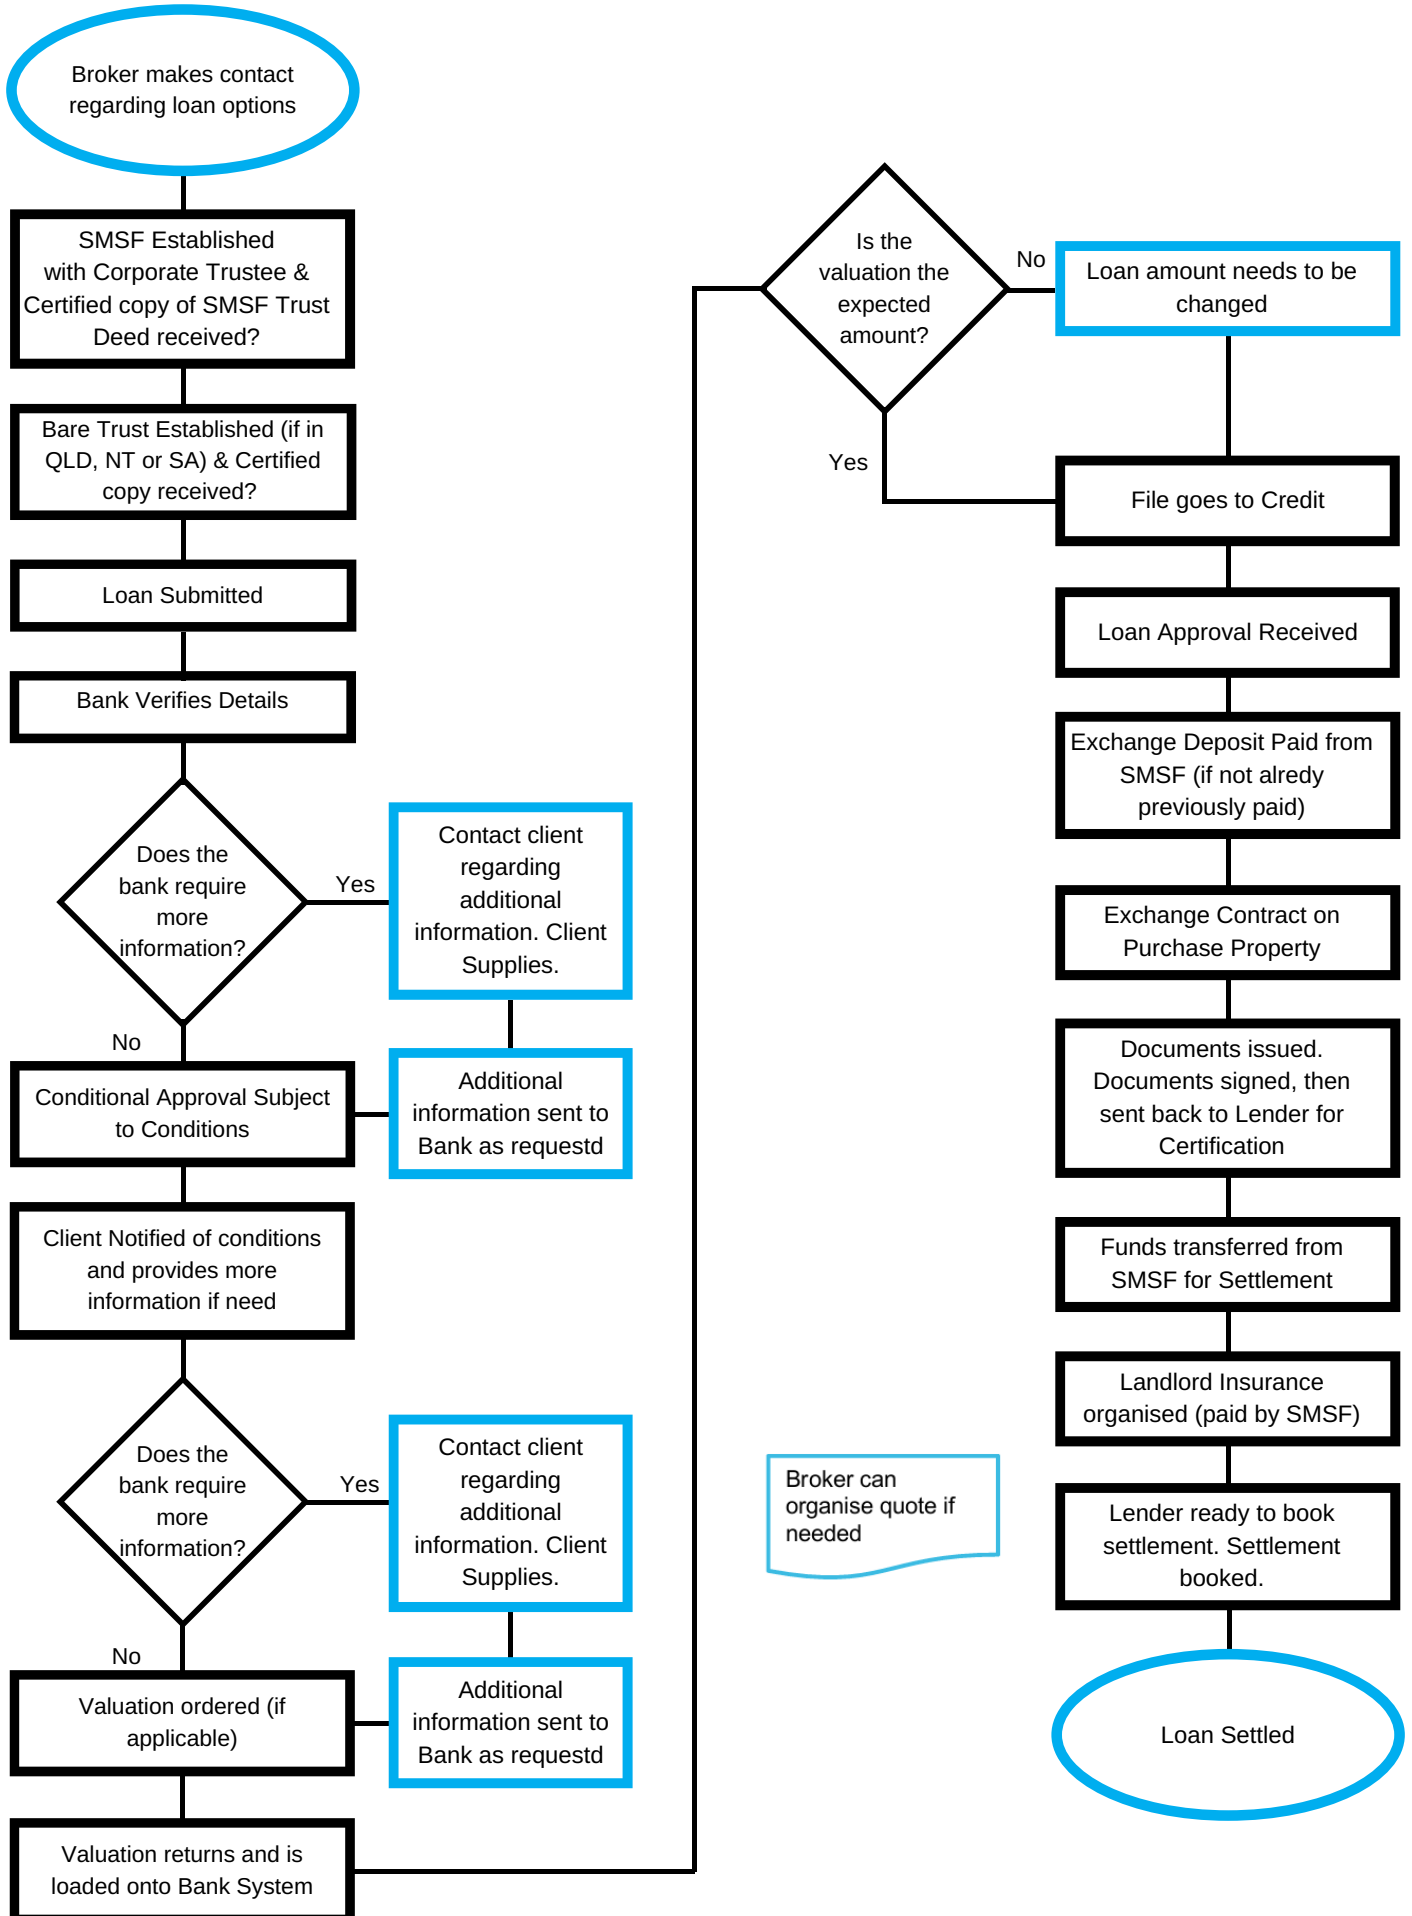 Broker makes contact
regarding loan options
SMSF Established
with Corporate Trustee &
Certified copy of SMSF Trust
Deed received?
Bare Trust Established (if in
QLD, NT or SA) & Certified
copy received?
Loan Submitted
Bank Verifies Details
Does the
bank require
more
information?
Yes
Contact client
regarding
additional
information. Client
Supplies.
No
Conditional Approval Subject
to Conditions
Additional
information sent to
Bank as requestd
Client Notified of conditions
and provides more
information if need
Does the
bank require
more
information?
Yes
Contact client
regarding
additional
information. Client
Supplies.
No
Valuation ordered (if
applicable)
Additional
information sent to
Bank as requestd
Valuation returns and is
loaded onto Bank System
Is the
valuation the
expected
amount?
No
Loan amount needs to be
changed
Yes
File goes to Credit
Loan Approval Received
Exchange Deposit Paid from
SMSF (if not alredy
previously paid)
Exchange Contract on
Purchase Property
Documents issued.
Documents signed, then
sent back to Lender for
Certification
Funds transferred from
SMSF for Settlement
Landlord Insurance
organised (paid by SMSF)
Broker can
organise quote if
needed
Lender ready to book
settlement. Settlement
booked.
Loan Settled